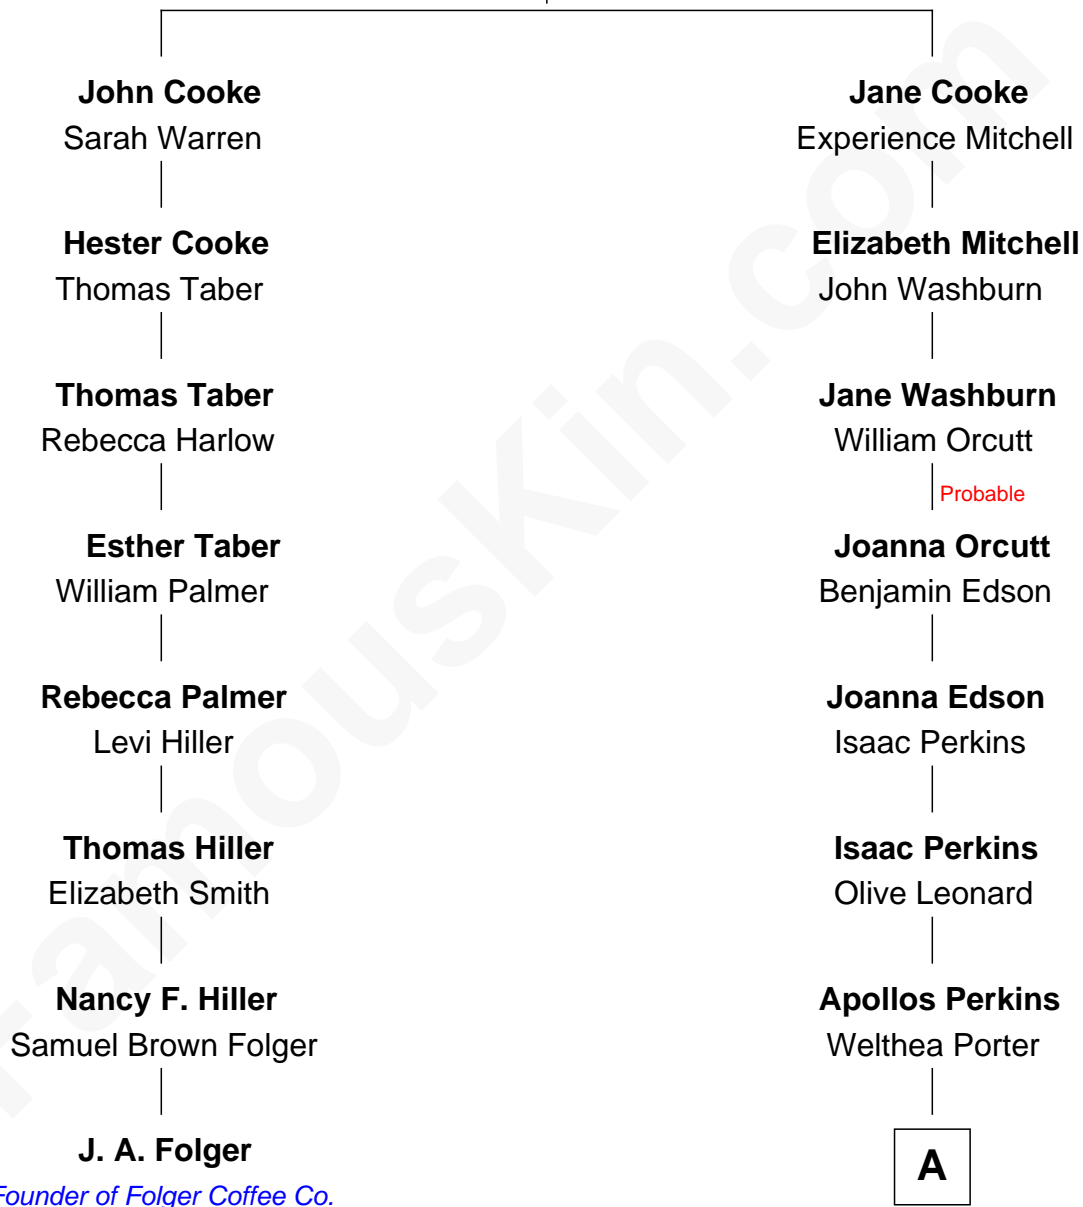 John Cooke
Sarah Warren
Hester Cooke
Thomas Taber
Thomas Taber
Rebecca Harlow
Esther Taber
William Palmer
Rebecca Palmer
Levi Hiller
Thomas Hiller
Elizabeth Smith
Nancy F. Hiller
Samuel Brown Folger
J. A. Folger
Founder of Folger Coffee Co.
Jane Cooke
Experience Mitchell
Elizabeth Mitchell
John Washburn
Jane Washburn
William Orcutt
Probable
Joanna Orcutt
Benjamin Edson
Joanna Edson
Isaac Perkins
Isaac Perkins
Olive Leonard
Apollos Perkins
Welthea Porter
A
FamousKin.com